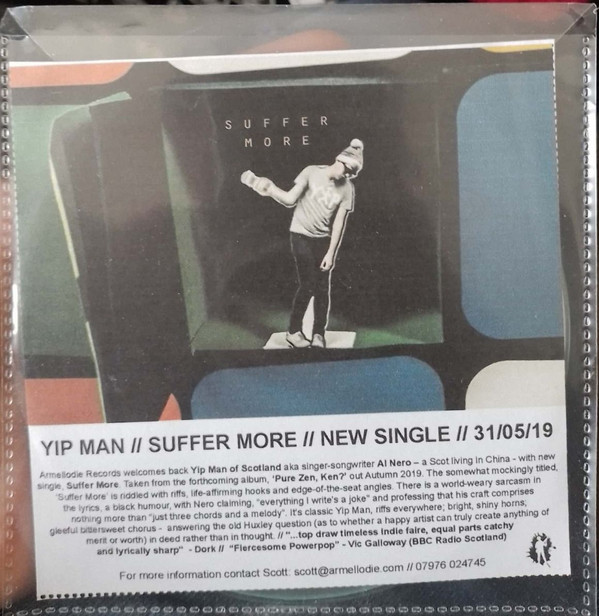 SUFFER
MORE
YIP MAN // SUFFER MORE // NEW SINGLE // 31/05/19
Armellodie Records welcomes back Yip Man of Scotland aka singer-songwriter Al Nero – a Scot living in China - with new
single, Suffer More. Taken from the forthcoming album, 'Pure Zen, Ken?' out Autumn 2019. The somewhat mockingly titled,
'Suffer More' is riddled with riffs, life-affirming hooks and edge-of-the-seat angles. There is a world-weary sarcasm in
the lyrics, a black humour, with Nero claiming, "everything I write's a joke" and professing that his craft comprises
nothing more than "just three chords and a melody". It's classic Yip Man, riffs everywhere; bright, shiny horns;
gleeful bittersweet chorus - answering the old Huxley question (as to whether a happy artist can truly create anything of
merit or worth) in deed rather than in thought. // "...top draw timeless indie faire, equal parts catchy
and lyrically sharp" - Dork // "Fiercesome Powerpop" - Vic Galloway (BBC Radio Scotland)
For more information contact Scott: scott@armellodie.com // 07976 024745